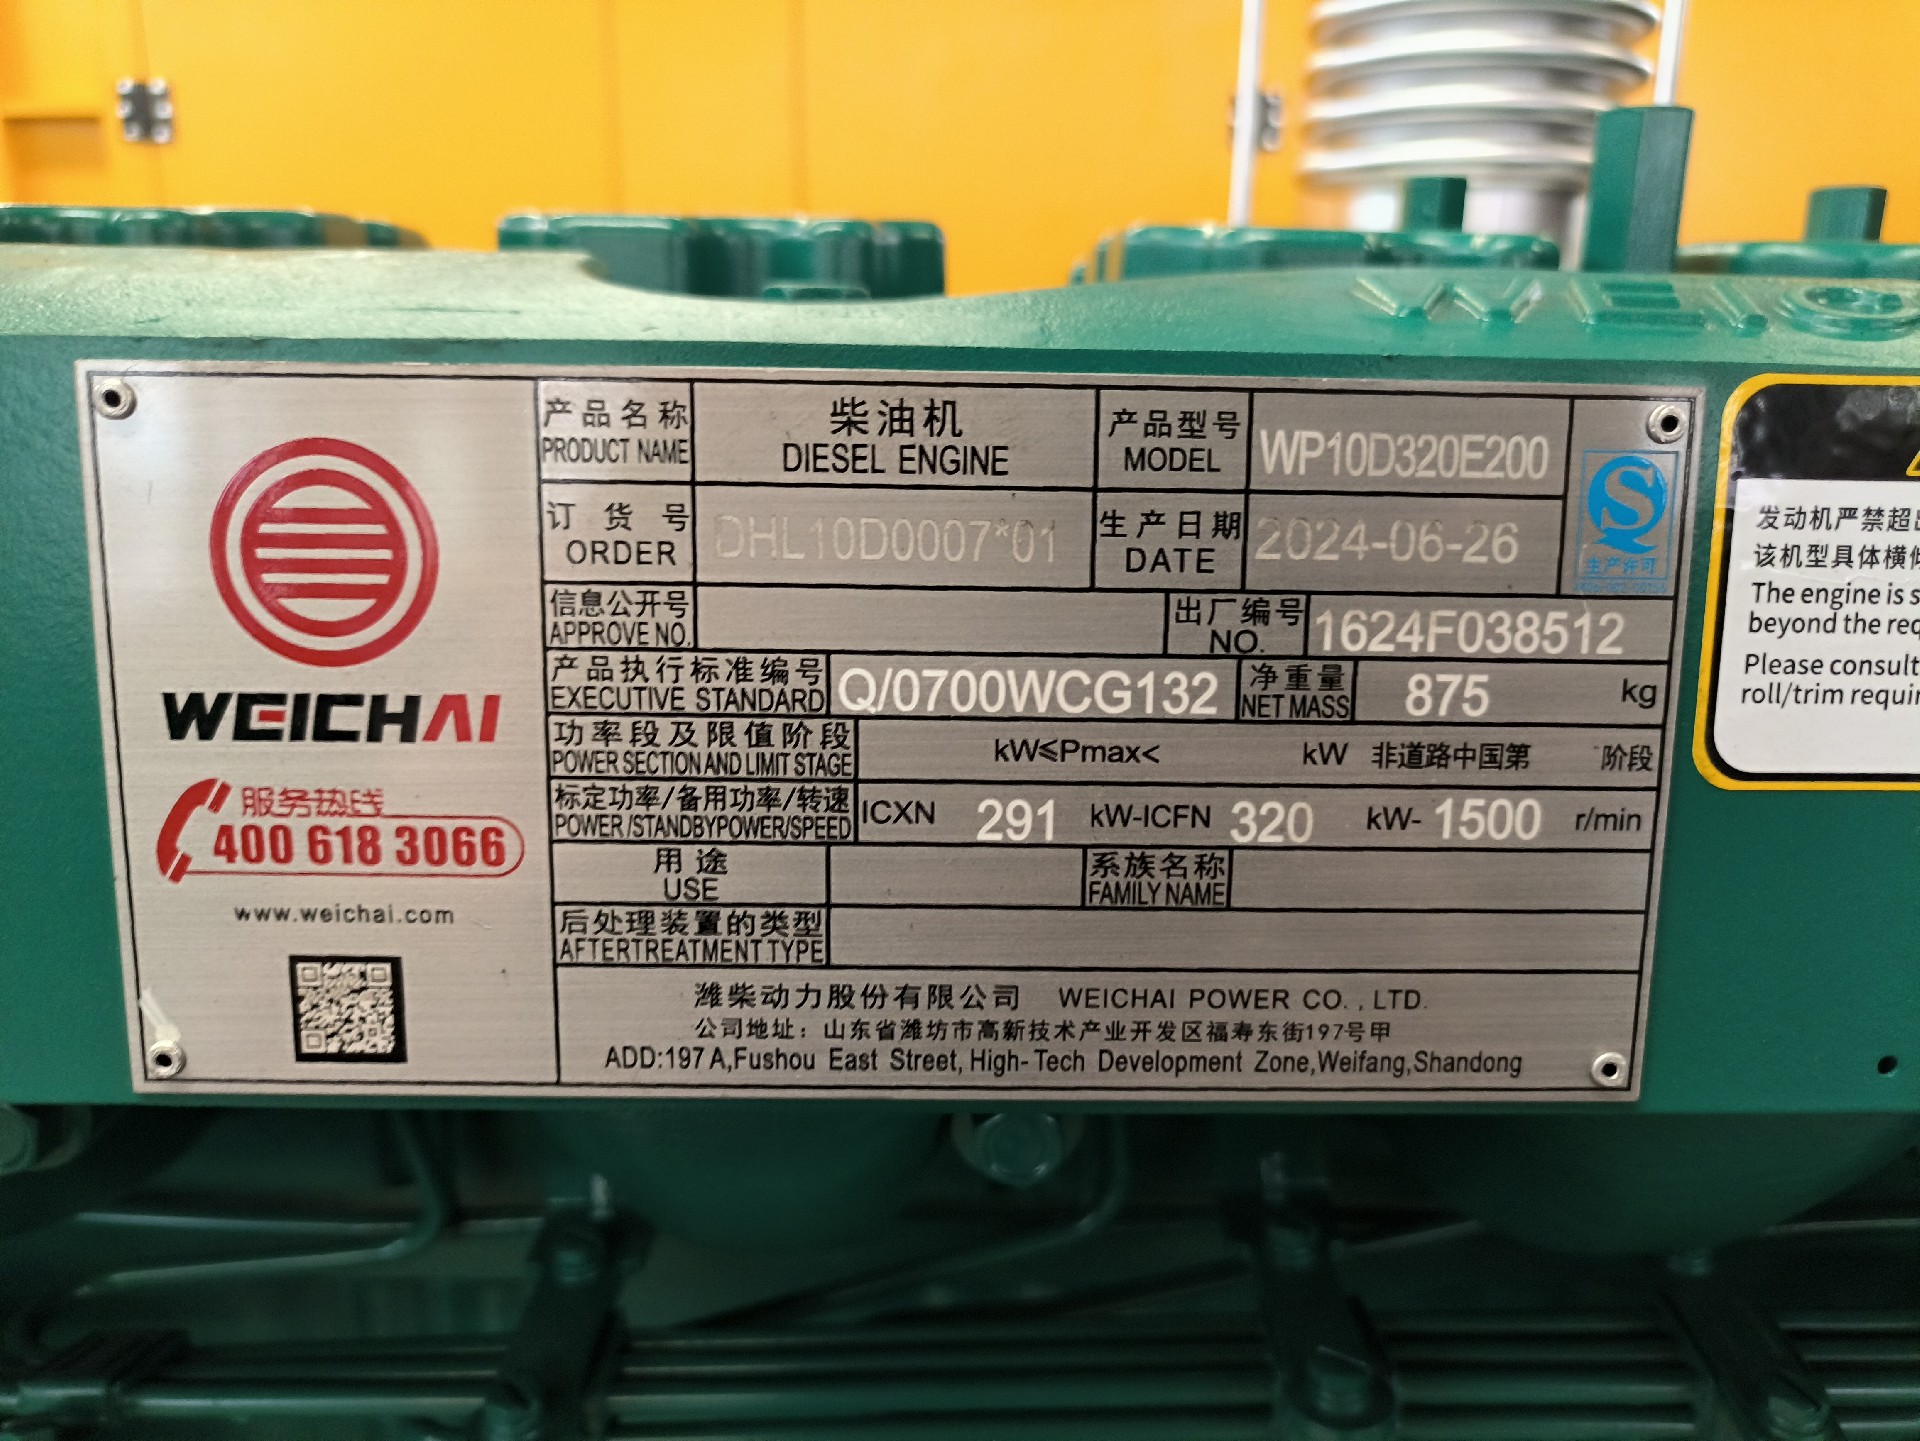 WEIC
WEICHAI
服务热线
400 618 3066
www.weichai.com
产品名称
PRODUCT NAME
柴油机
DIESEL ENGINE
产品型号
MODEL
WP10D320E200
生产许可
订货号
ORDER
DHL10D0007*01
生产日期
DATE
2024-06-26
信息公开号
APPROVE NO.
出厂编号
NO.
1624F038512
产品执行标准编号
EXECUTIVE STANDARD
Q/0700WCG132
净重量
NET MASS
875 kg
功率段及限值阶段
POWER SECTION AND LIMIT STAGE
kW≤Pmax< kW 非道路中国第 阶段
标定功率/备用功率/转速
POWER/STANDBYPOWER/SPEED
ICXN 291 kW-ICFN 320 kW- 1500 r/min
用途
USE
系族名称
FAMILY NAME
后处理装置的类型
AFTERTREATMENT TYPE
潍柴动力股份有限公司 WEICHAI POWER CO.,LTD.
公司地址：山东省潍坊市高新技术产业开发区福寿东街197号甲
ADD:197A,Fushou East Street,High-Tech Development Zone,Weifang,Shandong
发动机严禁超
该机型具体横
The engine is
beyond the
Please consult
roll/trim